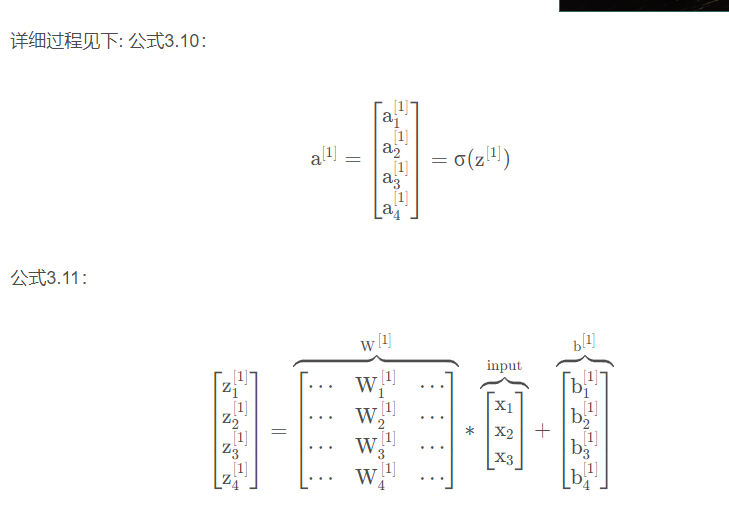 详细过程见下: 公式3.10：
a^{[1]} = \begin{bmatrix} a_1^{[1]} \\ a_2^{[1]} \\ a_3^{[1]} \\ a_4^{[1]} \end{bmatrix} = σ(z^{[1]})
公式3.11：
\begin{bmatrix} z_1^{[1]} \\ z_2^{[1]} \\ z_3^{[1]} \\ z_4^{[1]} \end{bmatrix} = \overbrace{\begin{bmatrix} \cdots & W_1^{[1]} & \cdots \\ \cdots & W_2^{[1]} & \cdots \\ \cdots & W_3^{[1]} & \cdots \\ \cdots & W_4^{[1]} & \cdots \end{bmatrix}}^{W^{[1]}} * \overbrace{\begin{bmatrix} x_1 \\ x_2 \\ x_3 \end{bmatrix}}^{input} + \overbrace{\begin{bmatrix} b_1^{[1]} \\ b_2^{[1]} \\ b_3^{[1]} \\ b_4^{[1]} \end{bmatrix}}^{b^{[1]}}